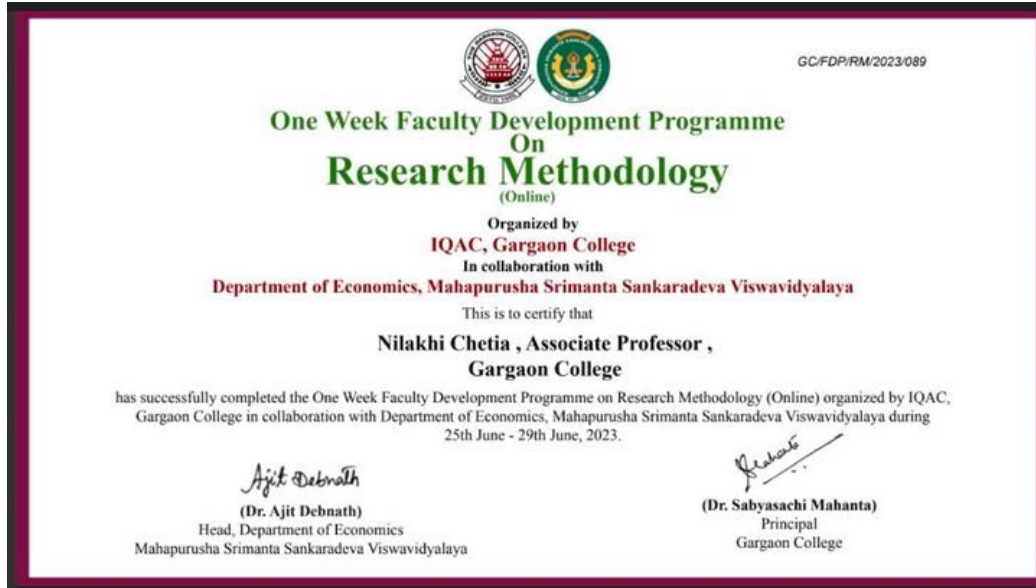 GC/FDP/RM/2023/089
One Week Faculty Development Programme
On
Research Methodology
(Online)
Organized by
IQAC, Gargaon College
In collaboration with
Department of Economics, Mahapurusha Srimanta Sankaradeva Viswavidyalaya
This is to certify that
Nilakhi Chetia , Associate Professor ,
Gargaon College
has successfully completed the One Week Faculty Development Programme on Research Methodology (Online) organized by IQAC,
Gargaon College in collaboration with Department of Economics, Mahapurusha Srimanta Sankaradeva Viswavidyalaya during
25th June - 29th June, 2023.
Ajit Debnath
(Dr. Ajit Debnath)
Head, Department of Economics
Mahapurusha Srimanta Sankaradeva Viswavidyalaya
(Dr. Sabyasachi Mahanta)
Principal
Gargaon College